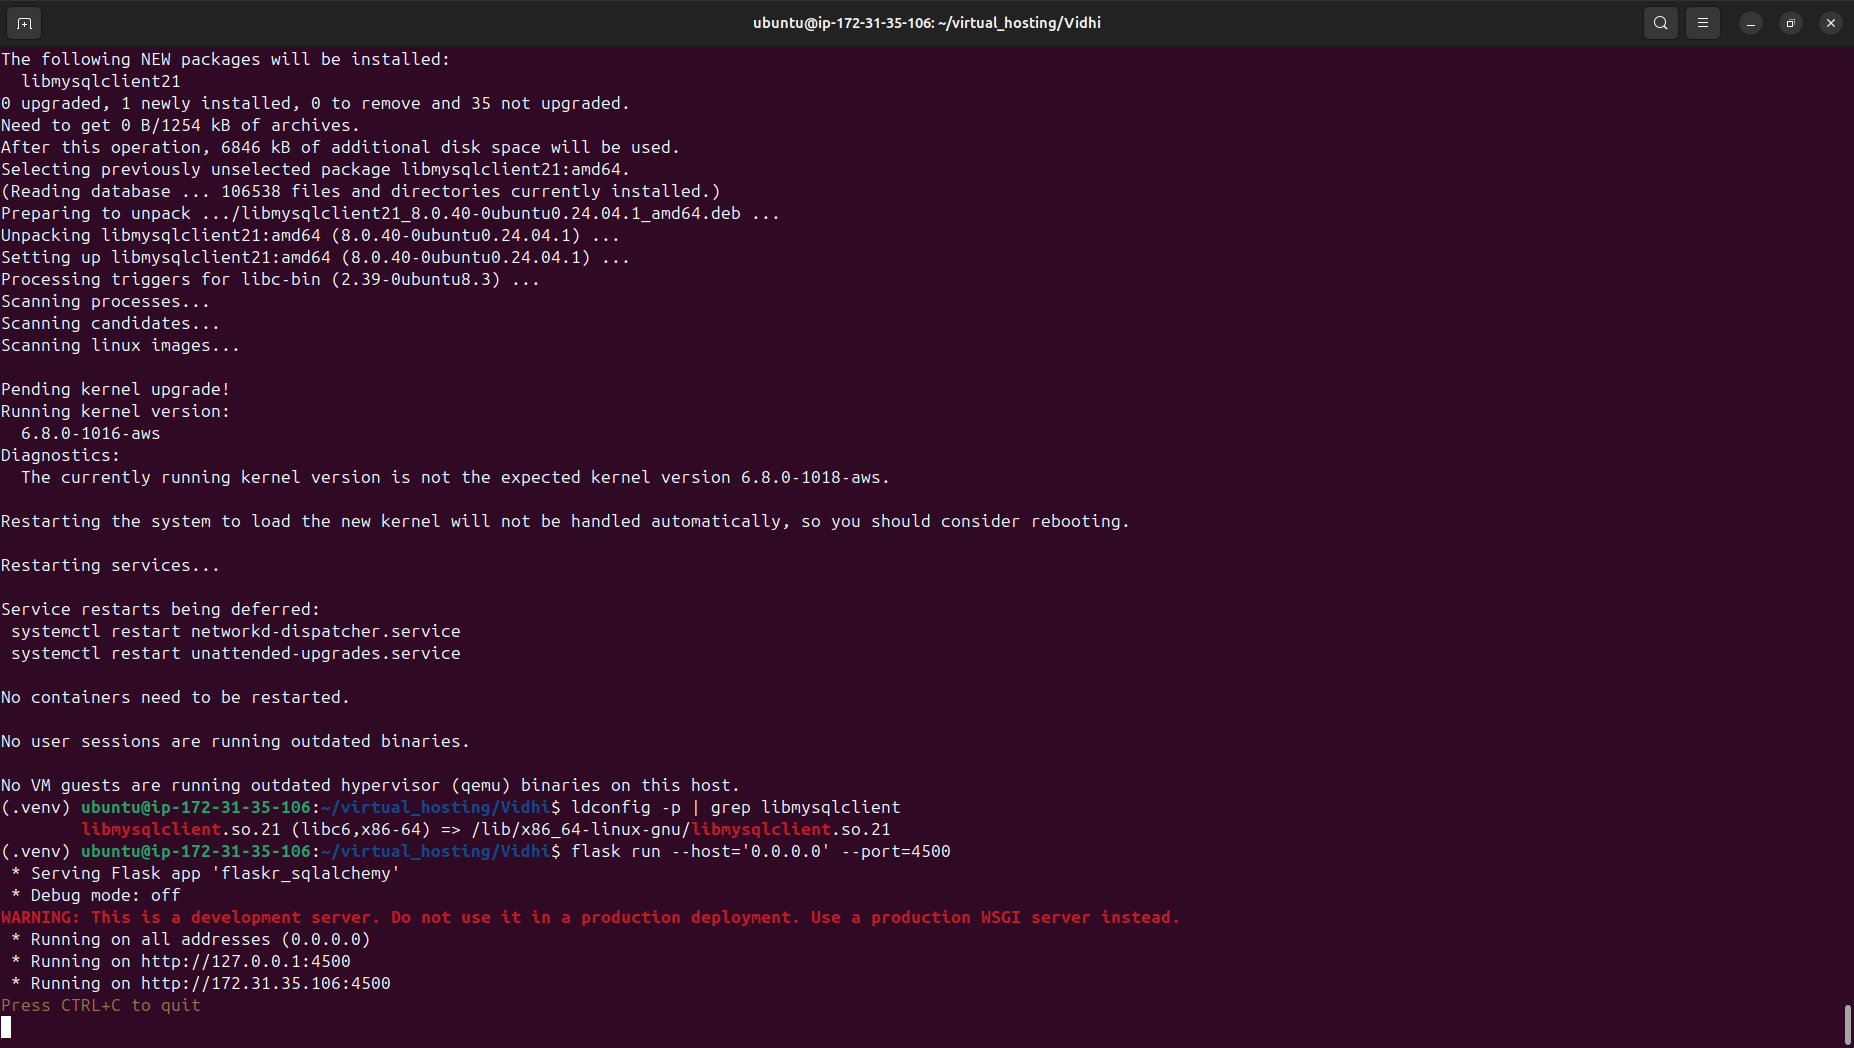 ubuntu@ip-172-31-35-106: ~/virtual_hosting/Vidhi
The following NEW packages will be installed:
  libmysqlclient21
0 upgraded, 1 newly installed, 0 to remove and 35 not upgraded.
Need to get 0 B/1254 kB of archives.
After this operation, 6846 kB of additional disk space will be used.
Selecting previously unselected package libmysqlclient21:amd64.
(Reading database ... 106538 files and directories currently installed.)
Preparing to unpack .../libmysqlclient21_8.0.40-0ubuntu0.24.04.1_amd64.deb ...
Unpacking libmysqlclient21:amd64 (8.0.40-0ubuntu0.24.04.1) ...
Setting up libmysqlclient21:amd64 (8.0.40-0ubuntu0.24.04.1) ...
Processing triggers for libc-bin (2.39-0ubuntu8.3) ...
Scanning processes...
Scanning candidates...
Scanning linux images...
Pending kernel upgrade!
Running kernel version:
  6.8.0-1016-aws
Diagnostics:
  The currently running kernel version is not the expected kernel version 6.8.0-1018-aws.
Restarting the system to load the new kernel will not be handled automatically, so you should consider rebooting.
Restarting services...
Service restarts being deferred:
 systemctl restart networkd-dispatcher.service
 systemctl restart unattended-upgrades.service
No containers need to be restarted.
No user sessions are running outdated binaries.
No VM guests are running outdated hypervisor (qemu) binaries on this host.
(.venv) ubuntu@ip-172-31-35-106:~/virtual_hosting/Vidhi$ ldconfig -p | grep libmysqlclient
        libmysqlclient.so.21 (libc6,x86-64) => /lib/x86_64-linux-gnu/libmysqlclient.so.21
(.venv) ubuntu@ip-172-31-35-106:~/virtual_hosting/Vidhi$ flask run --host='0.0.0.0' --port=4500
 * Serving Flask app 'flaskr_sqlalchemy'
 * Debug mode: off
WARNING: This is a development server. Do not use it in a production deployment. Use a production WSGI server instead.
 * Running on all addresses (0.0.0.0)
 * Running on http://127.0.0.1:4500
 * Running on http://172.31.35.106:4500
Press CTRL+C to quit